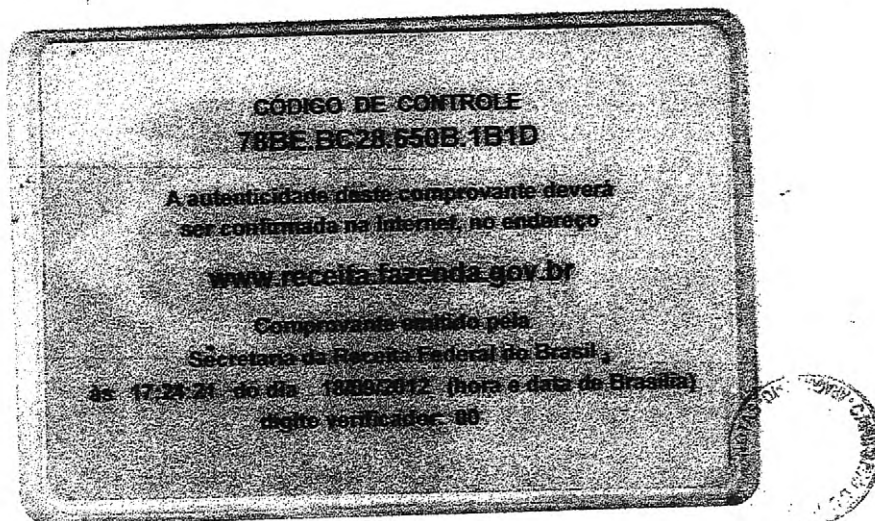 CÓDIGO DE CONTROLE
78BE.BC28.650B.1B1D
A autenticidade deste comprovante deverá
ser confirmada na Internet, no endereço
www.receita.fazenda.gov.br
Comprovante emitido pela
Secretaria da Receita Federal do Brasil
às 17:24:21 do dia 18/09/2012 (hora e data de Brasília)
dígito verificador: 00